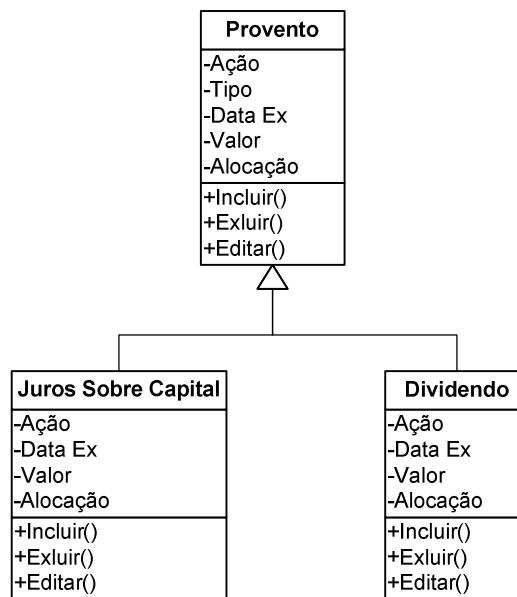 Provento
-Ação
-Tipo
-Data Ex
-Valor
-Alocação
+Incluir()
+Exluir()
+Editar()
Juros Sobre Capital
-Ação
-Data Ex
-Valor
-Alocação
+Incluir()
+Exluir()
+Editar()
Dividendo
-Ação
-Data Ex
-Valor
-Alocação
+Incluir()
+Exluir()
+Editar()